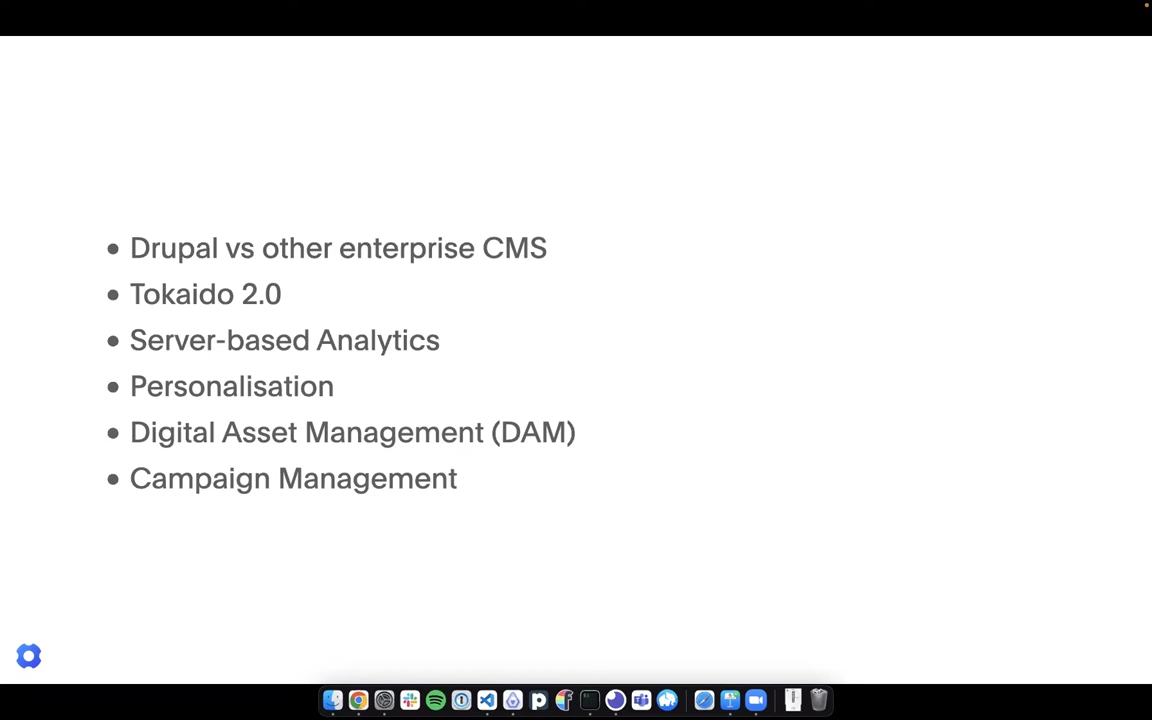 • Drupal vs other enterprise CMS
• Tokaido 2.0
• Server-based Analytics
• Personalisation
• Digital Asset Management (DAM)
• Campaign Management